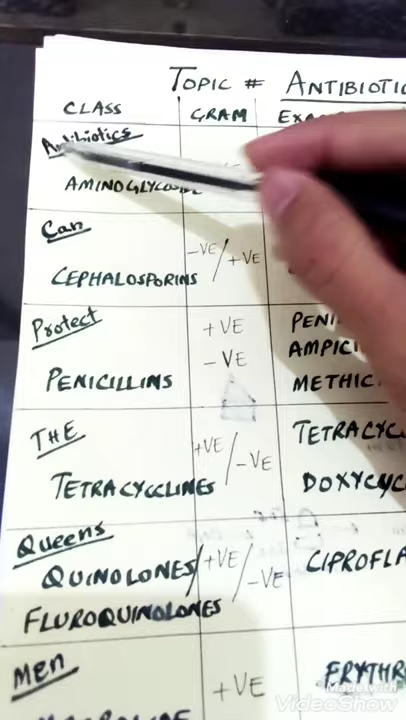 TOPIC # ANTIBIOTIC
CLASS GRAM EXA
Antibiotics
AMINOGLYCOSIDE
Can
-VE/+VE
CEPHALOSPORINS
Protect +VE PENI
-VE AMPICI
PENICILLINS METHIC
THE +VE/-VE TETRACYC
TETRACYCLINES DOXYCYC
Queens
QUINOLONES/ +VE/-VE CIPROFLA
FLUROQUINOLONES
MEN +VE ERYTHR
Made with
VideoShow